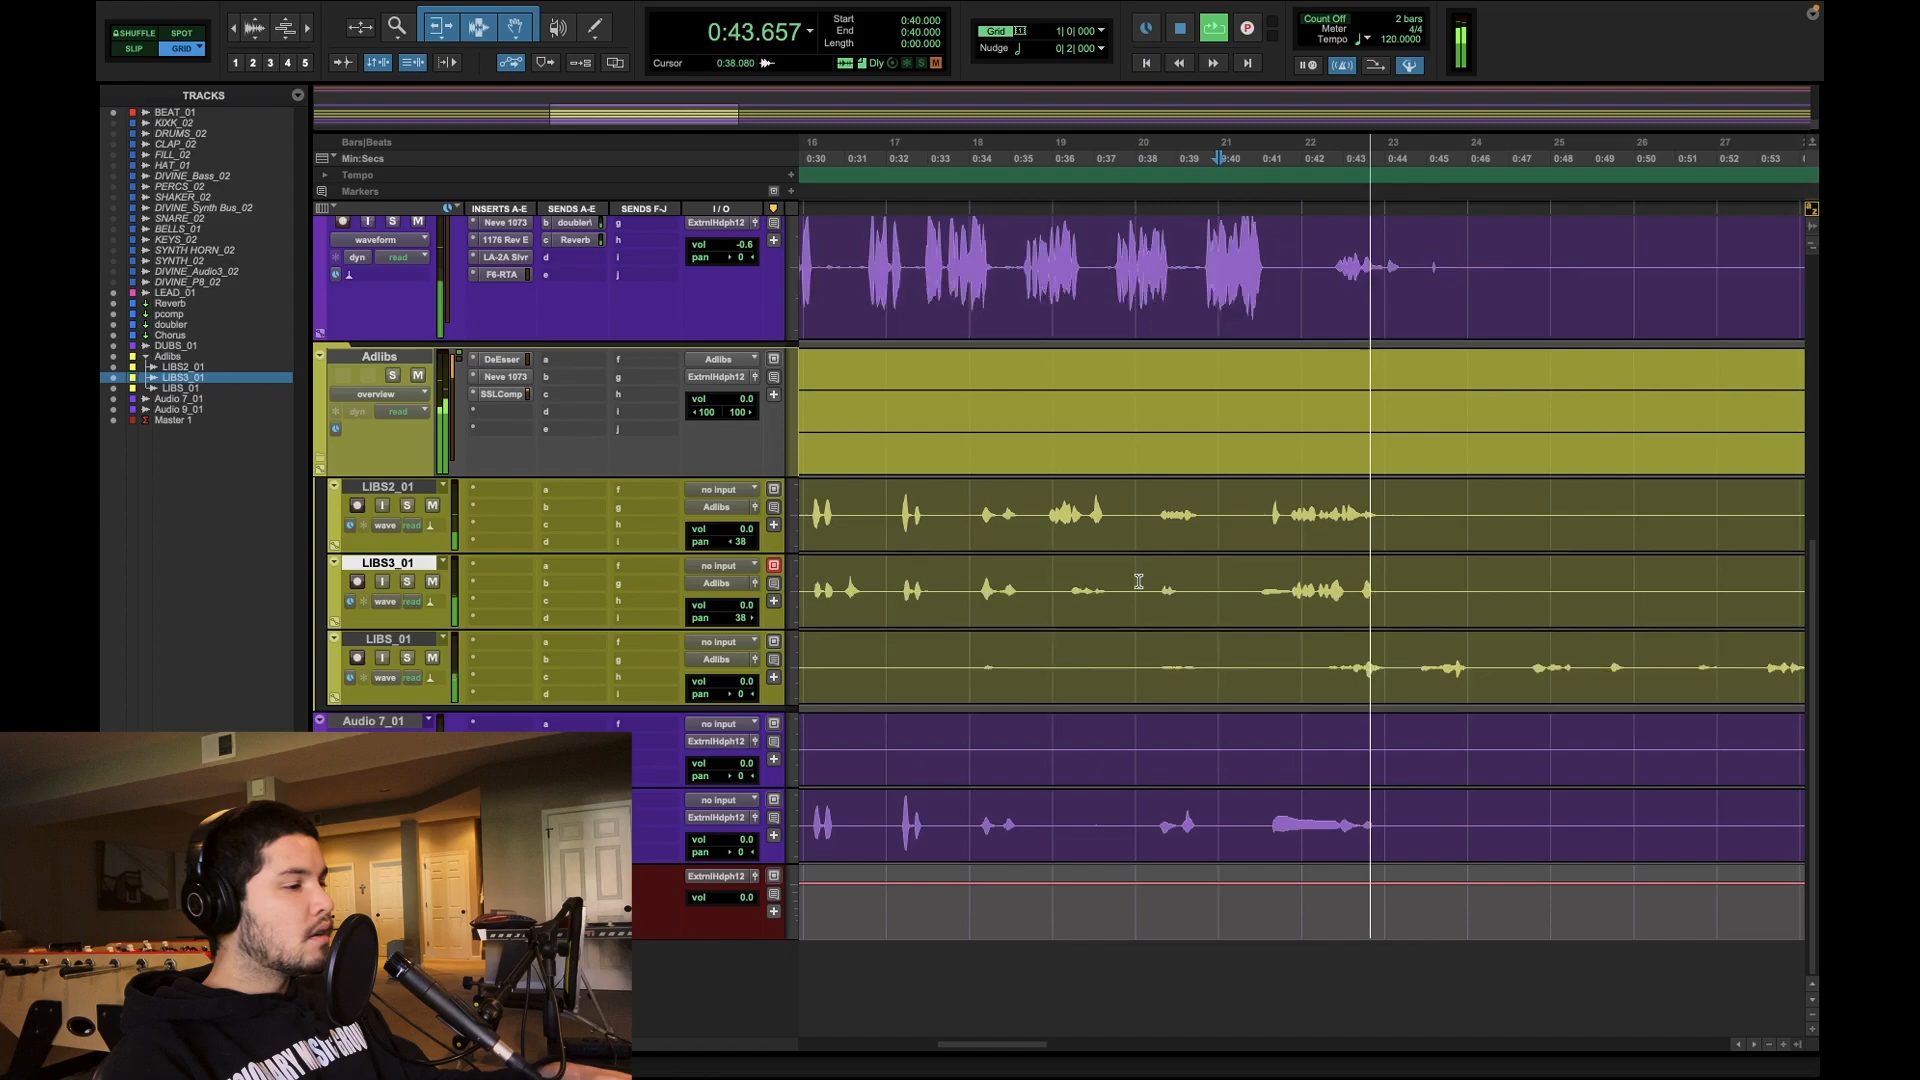 SHUFFLE SPOT
SLIP GRID
1 2 3 4 5
0:43.657
Start 0:40.000
End 0:40.000
Length 0:00.000
Cursor 0:38.080
Dly S M
Grid 1| 0| 000
Nudge 0| 2| 000
Count Off 2 bars
Meter 4/4
Tempo 120.0000
TRACKS
BEAT_01
KIXK_02
DRUMS_02
CLAP_02
FILL_02
HAT_01
DIVINE_Bass_02
PERCS_02
SHAKER_02
DIVINE_Synth Bus_02
SNARE_02
BELLS_01
KEYS_02
SYNTH HORN_02
SYNTH_02
DIVINE_Audio3_02
DIVINE_P8_02
LEAD_01
Reverb
pcomp
doubler
Chorus
DUBS_01
Adlibs
LIBS2_01
LIBS3_01
LIBS_01
Audio 7_01
Audio 9_01
Master 1
Bars|Beats 16 17 18 19 20 21 22 23 24 25 26 27
Min:Secs 0:30 0:31 0:32 0:33 0:34 0:35 0:36 0:37 0:38 0:39 0:40 0:41 0:42 0:43 0:44 0:45 0:46 0:47 0:48 0:49 0:50 0:51 0:52 0:53
Tempo
Markers
INSERTS A-E SENDS A-E SENDS F-J I / O
I S M Neve 1073 b doubler\ g ExtrnlHdph12
waveform 1176 Rev E c Reverb h vol -0.6
dyn read LA-2A Slvr d i pan 0
F6-RTA e j
Adlibs DeEsser a f Adlibs
S M Neve 1073 b g ExtrnlHdph12
overview SSLComp c h vol 0.0
dyn read d i 100 100
e j
LIBS2_01 a f no input
I S M b g Adlibs
wave read c h vol 0.0
d i pan 38
LIBS3_01 a f no input
I S M b g Adlibs
wave read c h vol 0.0
d i pan 38
LIBS_01 a f no input
I S M b g Adlibs
wave read c h vol 0.0
d i pan 0
Audio 7_01 a f no input
ExtrnlHdph12
vol 0.0
pan 0
no input
ExtrnlHdph12
vol 0.0
pan 0
ExtrnlHdph12
vol 0.0